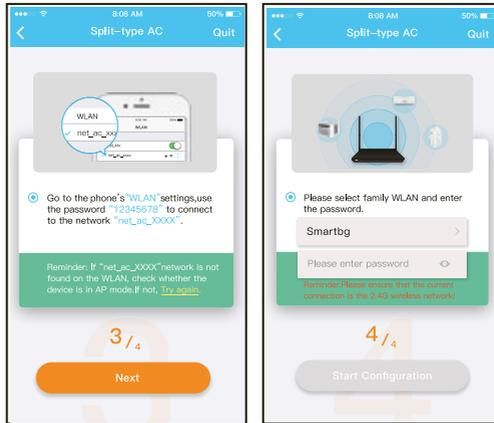 8:08 AM
50%
Split-type AC
Quit
WLAN
net_ac_xxx
WLAN
Go to the phone's"WLAN"settings,use
the password "12345678" to connect
to the network "net_ac_XXXX".
Reminder: If "net_ac_XXXX"network is not
found on the WLAN, check whether the
device is in AP mode.If not, Try again.
3/4
Next
8:08 AM
50%
Split-type AC
Quit
Please select family WLAN and enter
the password.
Smartbg
Please enter password
Reminder:Please ensure that the current
connection is the 2.4G wireless network!
4/4
Start Configuration